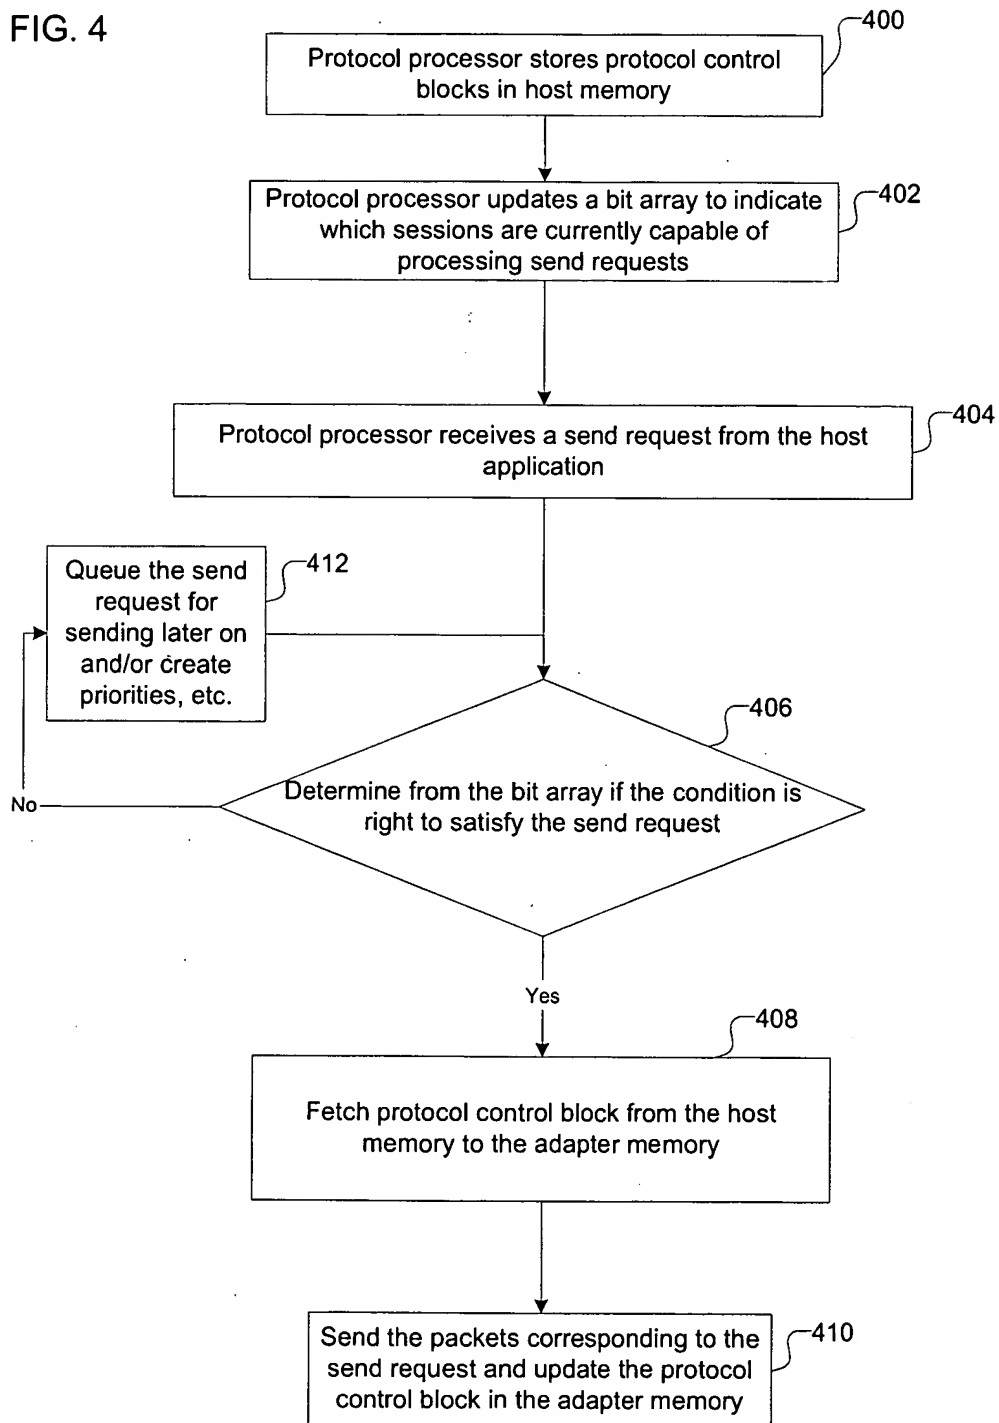 FIG. 4
400
Protocol processor stores protocol control
blocks in host memory
402
Protocol processor updates a bit array to indicate
which sessions are currently capable of
processing send requests
404
Protocol processor receives a send request from the host
application
412
Queue the send
request for
sending later on
and/or create
priorities, etc.
406
Determine from the bit array if the condition is
right to satisfy the send request
No
Yes
408
Fetch protocol control block from the host
memory to the adapter memory
410
Send the packets corresponding to the
send request and update the protocol
control block in the adapter memory